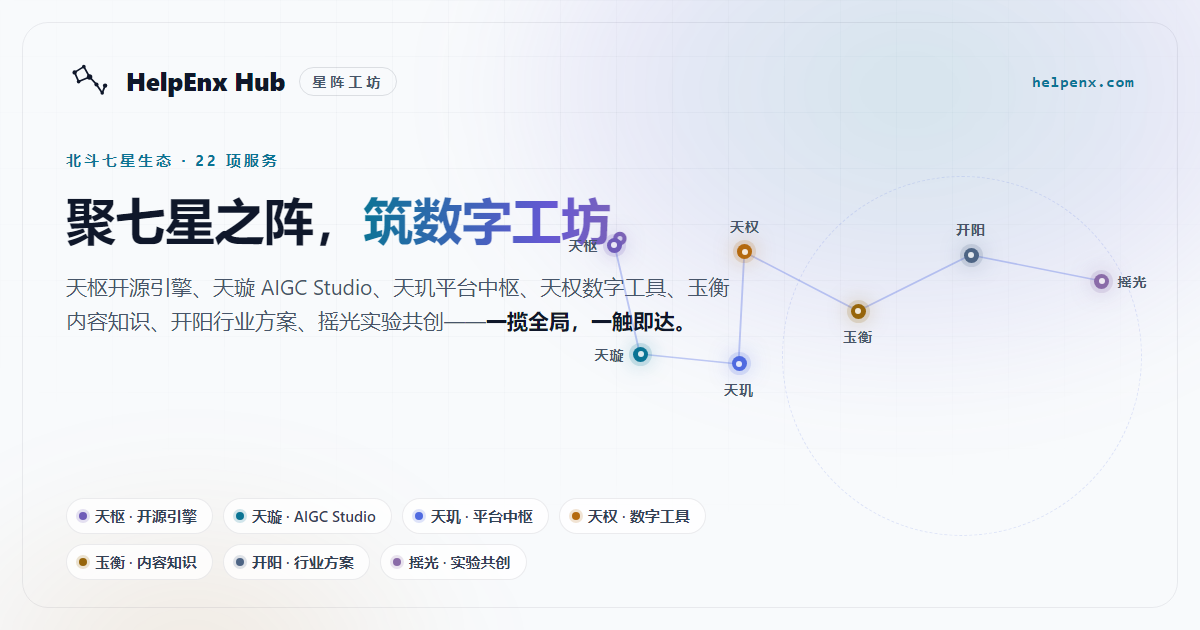 HelpEnx Hub 星阵工坊
helpenx.com
北斗七星生态 · 22 项服务
聚七星之阵，筑数字工坊
天枢开源引擎、天璇 AIGC Studio、天玑平台中枢、天权数字工具、玉衡
内容知识、开阳行业方案、摇光实验共创——一揽全局，一触即达。
天枢
天权
开阳
摇光
玉衡
天璇
天玑
天枢 · 开源引擎
天璇 · AIGC Studio
天玑 · 平台中枢
天权 · 数字工具
玉衡 · 内容知识
开阳 · 行业方案
摇光 · 实验共创